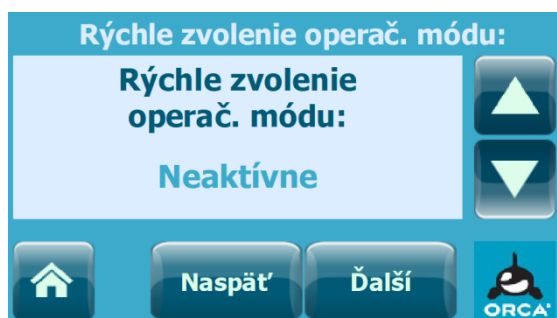 Rýchle zvolenie operač. módu:
Rýchle zvolenie
operač. módu:
Neaktívne
Naspäť
Ďalší
ORCA